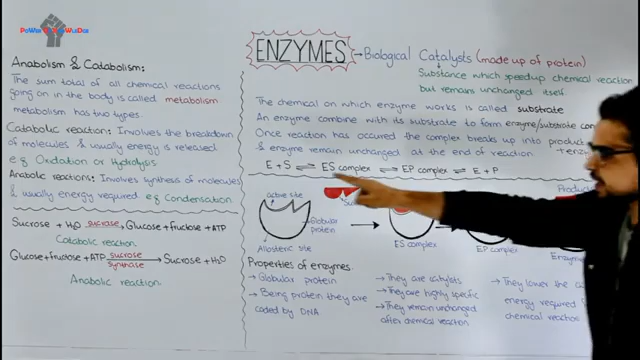 PoWer Of KnoWleDge
Anabolism & Catabolism:
The sum total of all chemical reactions
going on in the body is called metabolism
metabolism has two types.
Catabolic reaction: Involves the breakdown
of molecules & usually energy is released
e.g Oxidation or Hydrolysis
Anabolic reactions: Involves synthesis of molecules
& usually energy required e.g Condensation.
Sucrose + H₂O sucrase Glucose + fructose + ATP
Catabolic reaction.
Glucose + fructose + ATP sucrose synthase Sucrose + H₂O
Anabolic reaction.
ENZYMES → Biological Catalysts (made up of protein)
Substance which speedup chemical reaction
but remains unchanged itself.
The chemical on which enzyme works is called substrate
An enzyme combine with its substrate to form enzyme/substrate
Once reaction has occurred the complex breaks up into products
& enzyme remain unchanged at the end of reaction
E + S ⇌ ES complex ⇌ EP complex ⇌ E + P
active site
Globular
protein
Allosteric site
ES complex
EP complex
Properties of enzymes.
→ Globular protein
→ Being protein they are
coded by DNA
→ They are catalysts
→ They are highly specific
→ They remain unchanged
after chemical reaction
→ They lower the
energy required
chemical reaction